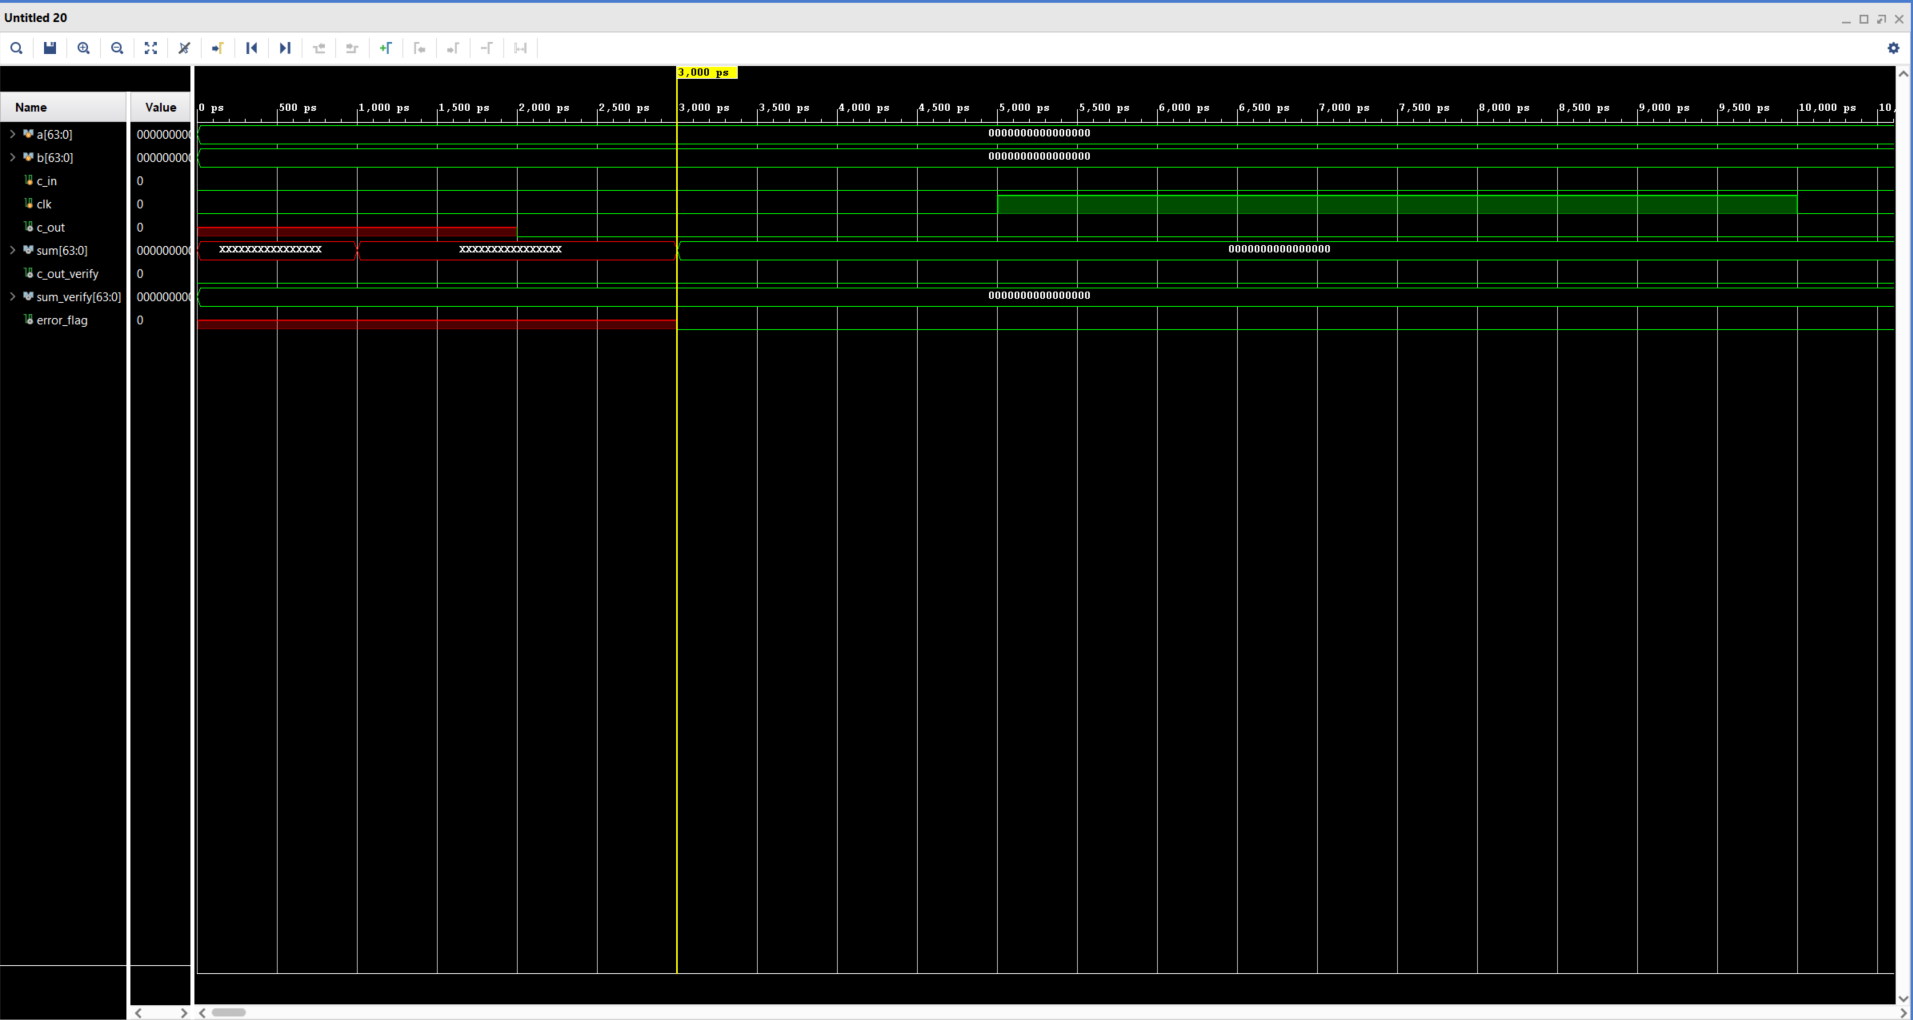 Untitled 20
3,000 ps
Name Value 0 ps 500 ps 1,000 ps 1,500 ps 2,000 ps 2,500 ps 3,000 ps 3,500 ps 4,000 ps 4,500 ps 5,000 ps 5,500 ps 6,000 ps 6,500 ps 7,000 ps 7,500 ps 8,000 ps 8,500 ps 9,000 ps 9,500 ps 10,000 ps 10,
a[63:0] 000000000 0000000000000000
b[63:0] 000000000 0000000000000000
c_in 0
clk 0
c_out 0
sum[63:0] 000000000 XXXXXXXXXXXXXXXX XXXXXXXXXXXXXXXX 0000000000000000
c_out_verify 0
sum_verify[63:0] 000000000 0000000000000000
error_flag 0